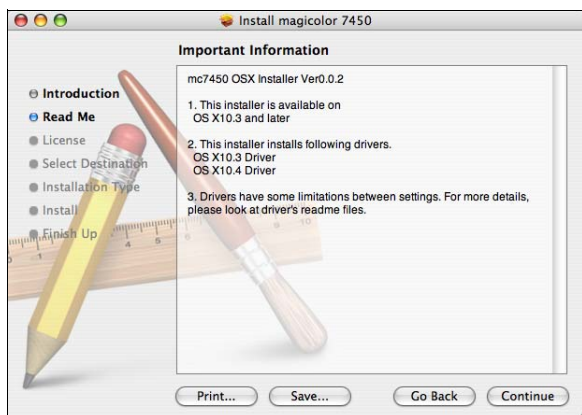 Install magicolor 7450
Important Information
Introduction
Read Me
License
Select Destination
Installation Type
Install
Finish Up
mc7450 OSX Installer Ver0.0.2
1. This installer is available on
OS X10.3 and later
2. This installer installs following drivers.
OS X10.3 Driver
OS X10.4 Driver
3. Drivers have some limitations between settings. For more details,
please look at driver's readme files.
Print...
Save...
Go Back
Continue